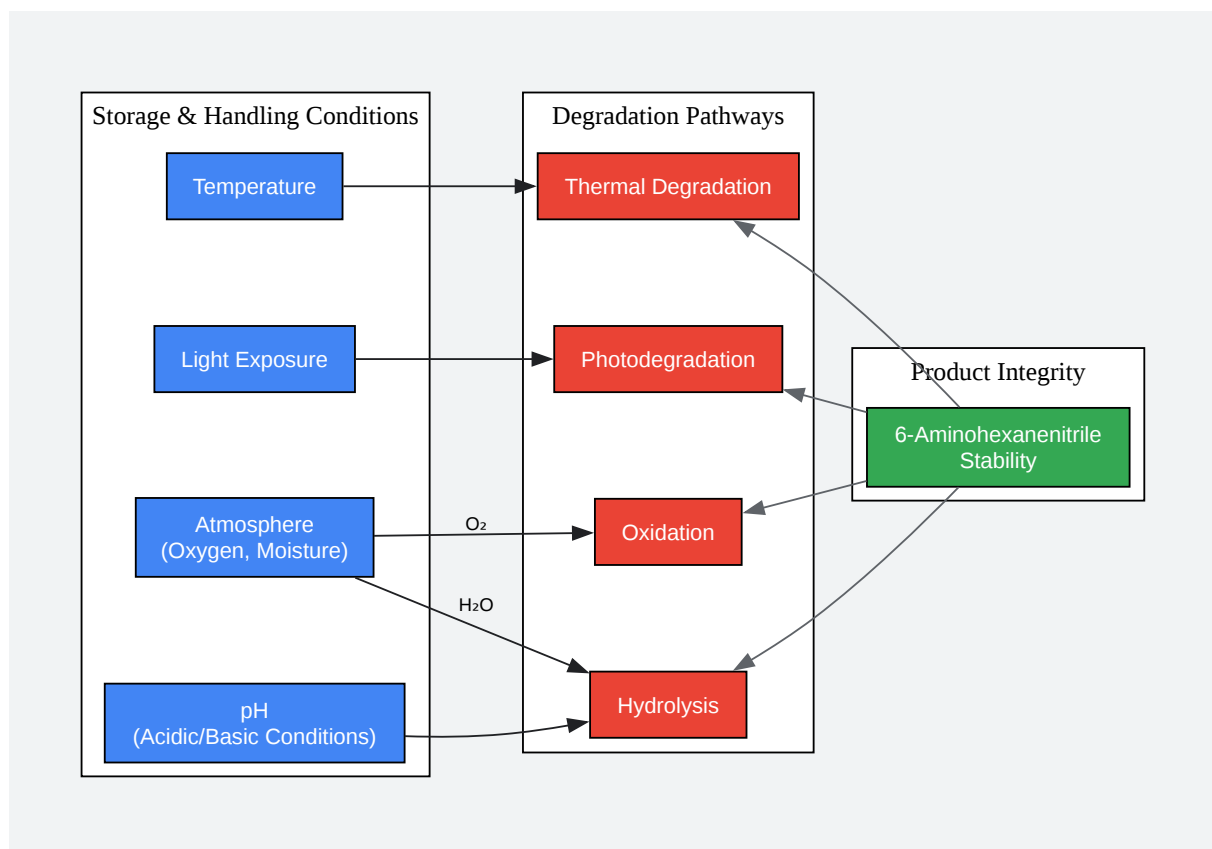 Storage & Handling Conditions
Temperature
Light Exposure
Atmosphere
(Oxygen, Moisture)
pH
(Acidic/Basic Conditions)
O₂
H₂O
Degradation Pathways
Thermal Degradation
Photodegradation
Oxidation
Hydrolysis
Product Integrity
6-Aminohexanenitrile
Stability